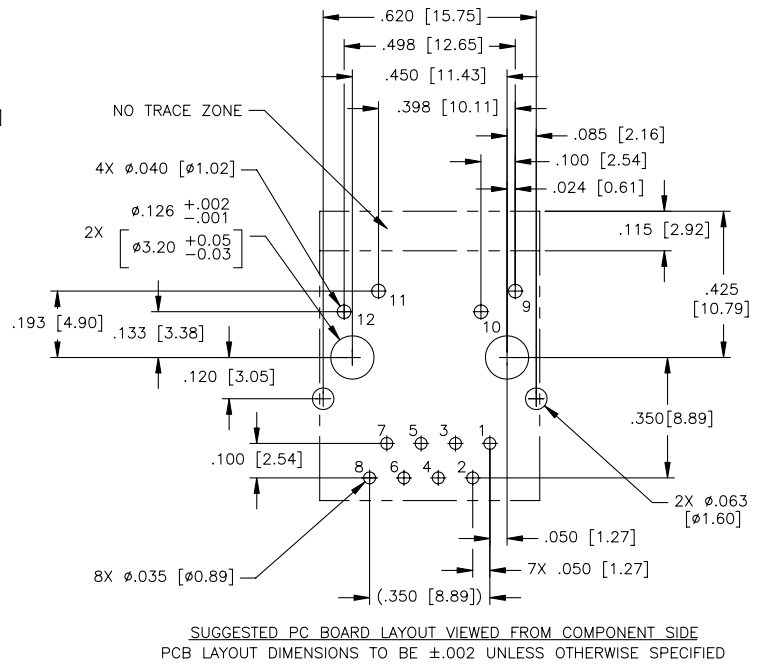 .620 [15.75]
.498 [12.65]
.450 [11.43]
.398 [10.11]
NO TRACE ZONE
.085 [2.16]
4X ø.040 [ø1.02]
.100 [2.54]
.024 [0.61]
ø.126 +.002 -.001
2X [ø3.20 +0.05 -0.03]
.115 [2.92]
.425
[10.79]
11
9
12
10
.193 [4.90]
.133 [3.38]
.120 [3.05]
.350[8.89]
7 5 3 1
.100 [2.54]
8 6 4 2
2X ø.063
[ø1.60]
.050 [1.27]
8X ø.035 [ø0.89]
7X .050 [1.27]
(.350 [8.89])
SUGGESTED PC BOARD LAYOUT VIEWED FROM COMPONENT SIDE
PCB LAYOUT DIMENSIONS TO BE ±.002 UNLESS OTHERWISE SPECIFIED